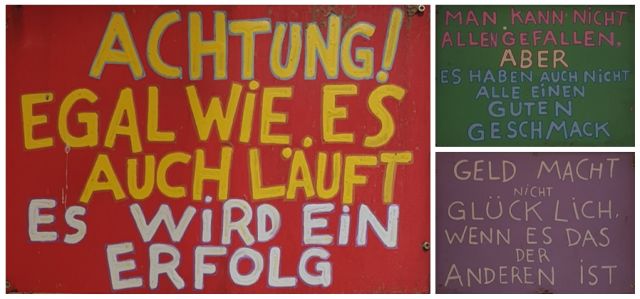 ACHTUNG!
EGAL WIE ES
AUCH LÄUFT
ES WIRD EIN
ERFOLG
MAN KANN NICHT
ALLEN GEFALLEN,
ABER
ES HABEN AUCH NICHT
ALLE EINEN
GUTEN
GESCHMACK
GELD MACHT
NICHT
GLÜCKLICH,
WENN ES DAS
DER
ANDEREN IST